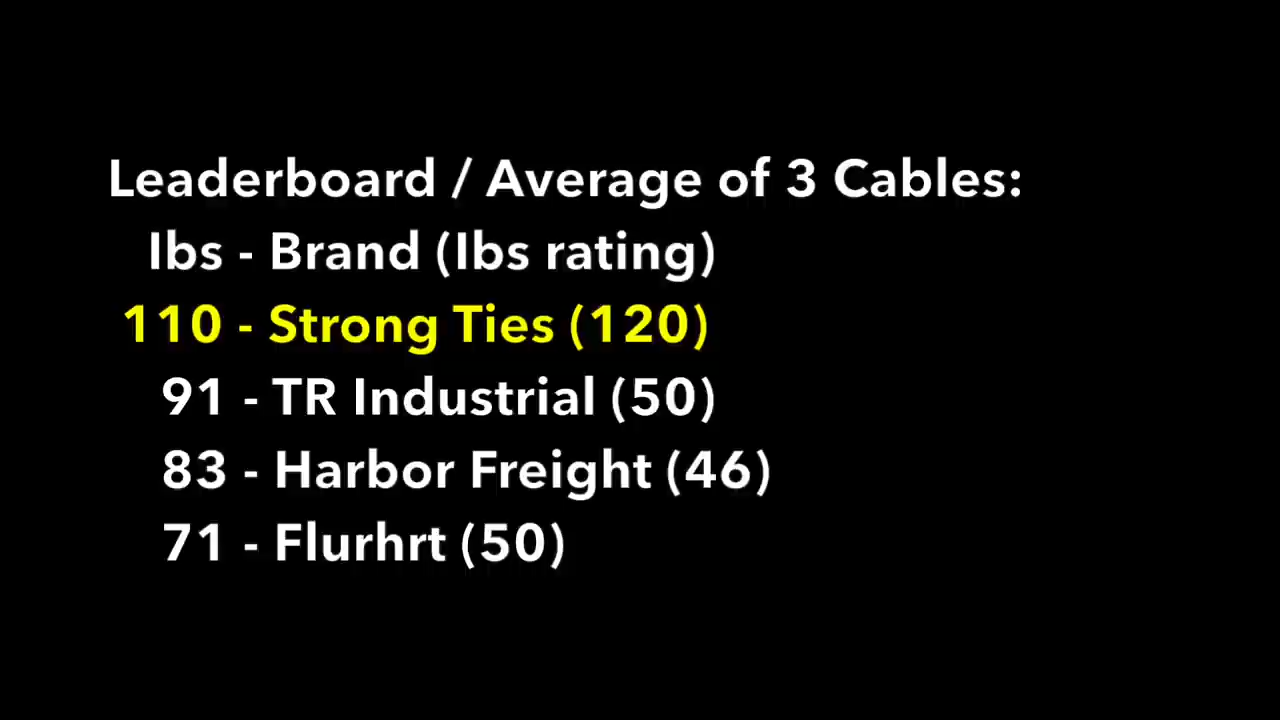 Leaderboard / Average of 3 Cables:
lbs - Brand (lbs rating)
110 - Strong Ties (120)
91 - TR Industrial (50)
83 - Harbor Freight (46)
71 - Flurhrt (50)